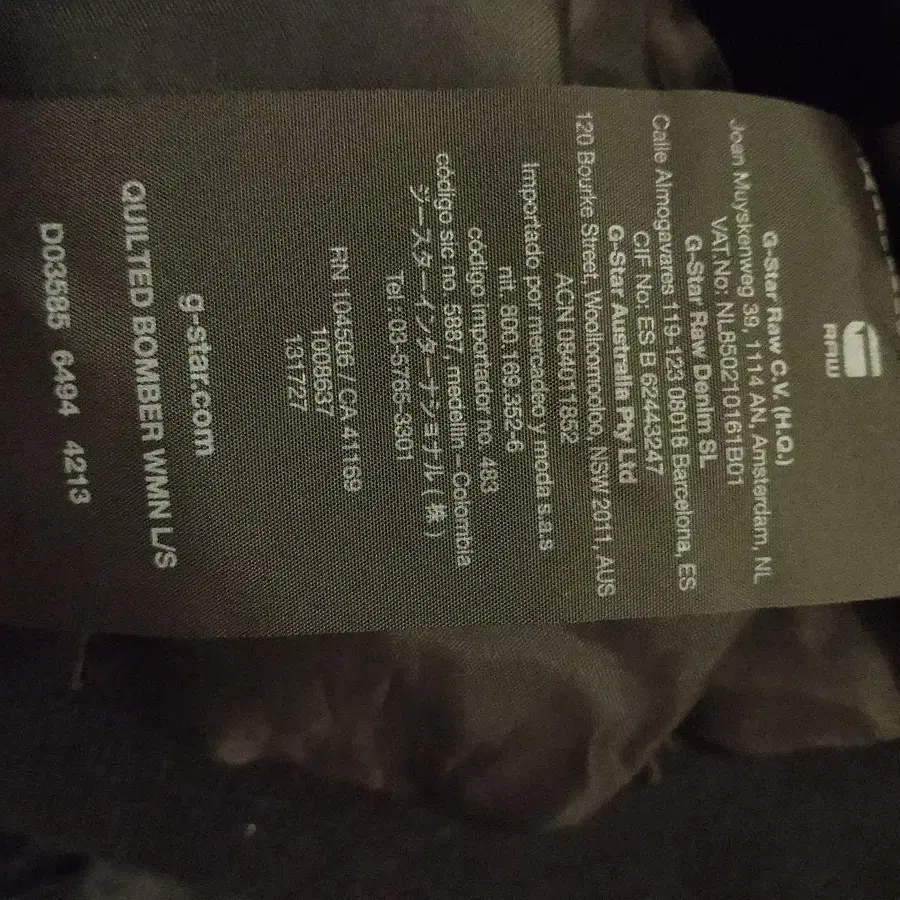 RAW
G-Star Raw C.V. (H.Q.)
Joan Muyskenweg 39, 1114 AN, Amsterdam, NL
VAT.No: NL850210161B01
G-Star Raw Denim SL
Calle Almogavares 119-123 08018 Barcelona, ES
CIF No: ES B 62443247
G-Star Australia Pty Ltd
120 Bourke Street, Woolloomooloo, NSW 2011, AUS
ACN 084011852
Importado por mercadeo y moda s.a.s
nit. 800.169.352-6
código importador no. 483
código sic no. 5887, medellin – Colombia
ジースターインターナショナル(株)
Tel : 03-5765-3301
RN 104506 / CA 41169
1008637
131727
g-star.com
QUILTED BOMBER WMN L/S
D03585 6494 4213